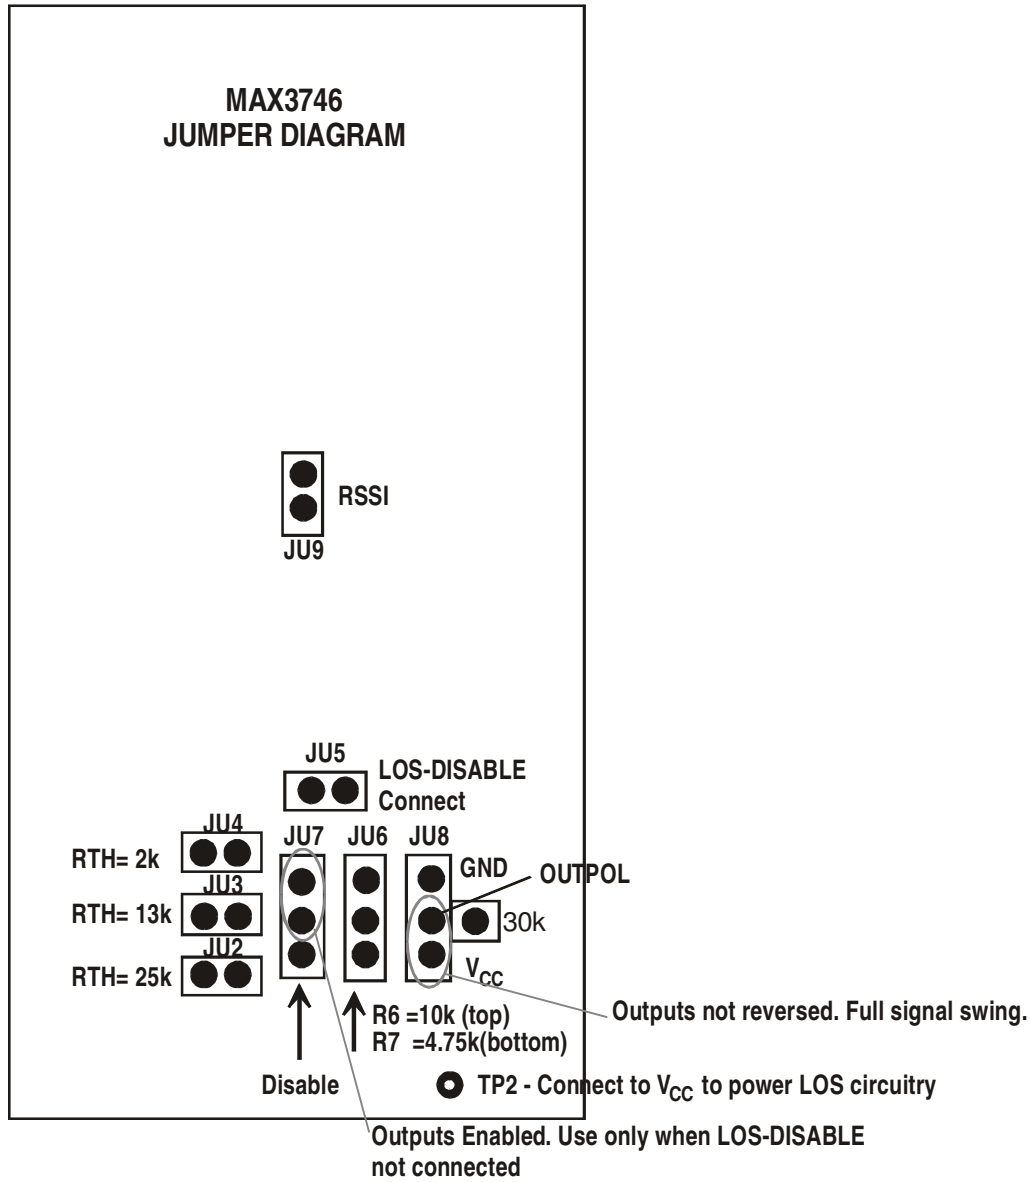 MAX3746
JUMPER DIAGRAM
RSSI
JU9
JU5
LOS-DISABLE
Connect
JU4
RTH= 2k
JU3
RTH= 13k
JU2
RTH= 25k
JU7 JU6 JU8
GND
OUTPOL
30k
VCC
Outputs not reversed. Full signal swing.
R6 =10k (top)
R7 =4.75k(bottom)
Disable
TP2 - Connect to VCC to power LOS circuitry
Outputs Enabled. Use only when LOS-DISABLE
not connected